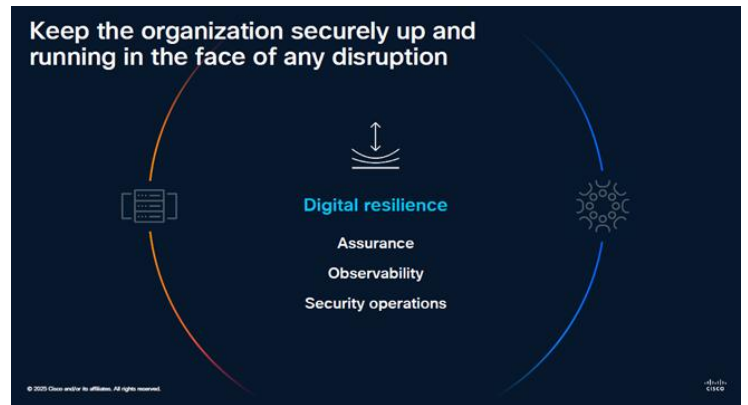 Keep the organization securely up and
running in the face of any disruption
Digital resilience
Assurance
Observability
Security operations
© 2025 Cisco and/or its affiliates. All rights reserved.
CISCO